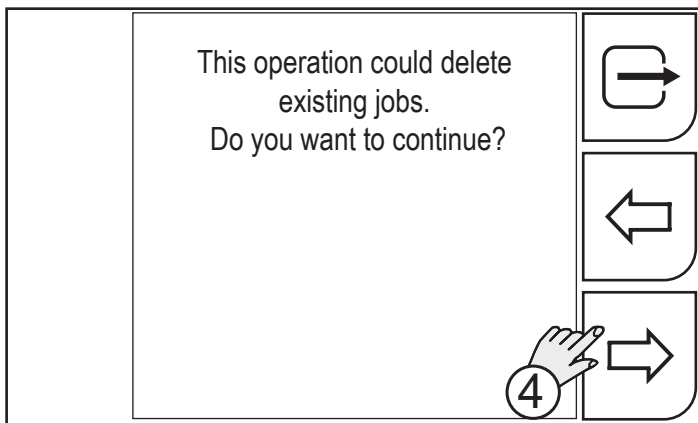 This operation could delete
existing jobs.
Do you want to continue?
4